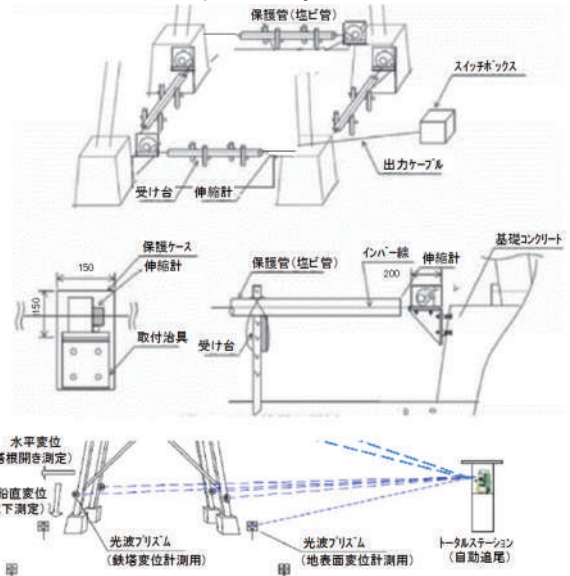 保護管(塩ビ管)
スイッチボックス
出力ケーブル
受け台
伸縮計
保護ケース
伸縮計
150
150
取付治具
保護管(塩ビ管)
インバー線
200
伸縮計
基礎コンクリート
受け台
水平変位
塔根開き測定)
鉛直変位
下測定)
光波プリズム
(鉄塔変位計測用)
光波プリズム
(地表面変位計測用)
トータルステーション
(自動追尾)